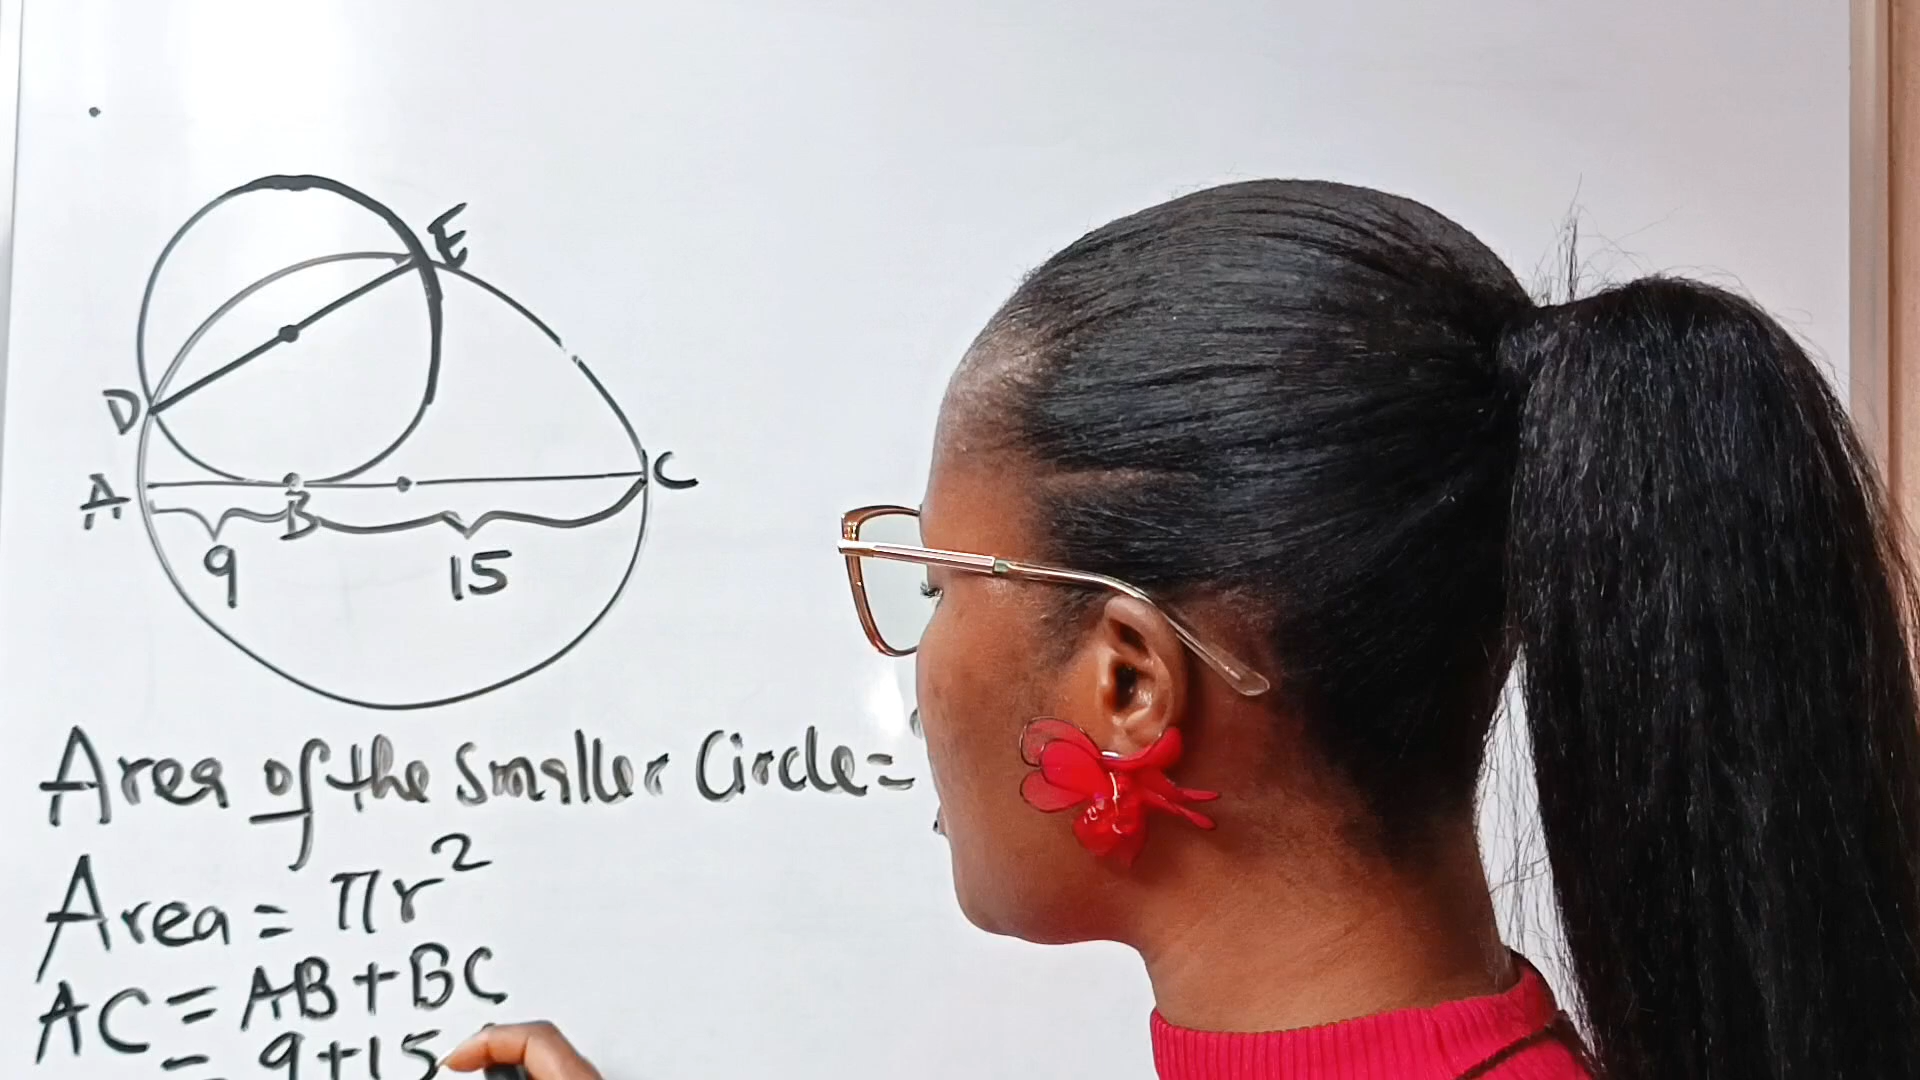 E
D
A
C
B
9
15
Area of the Smaller Circle =
Area = πr²
AC = AB + BC
= 9 + 15